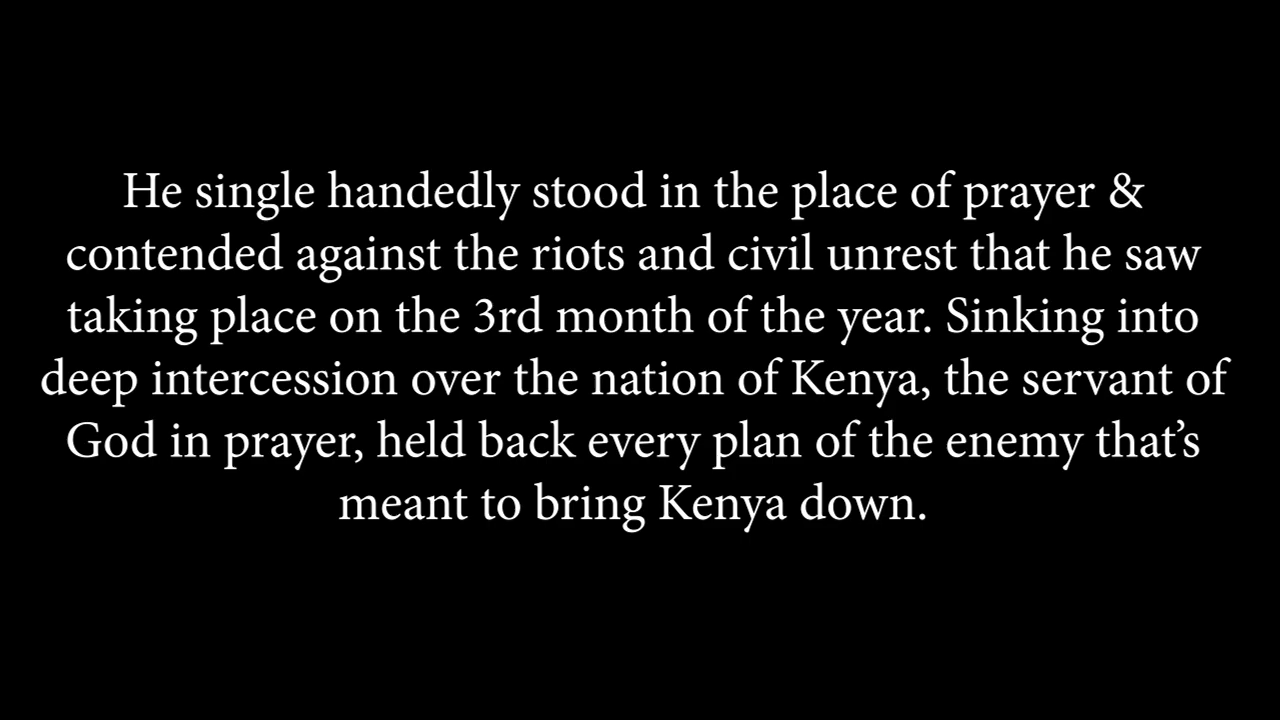 He single handedly stood in the place of prayer &
contended against the riots and civil unrest that he saw
taking place on the 3rd month of the year. Sinking into
deep intercession over the nation of Kenya, the servant of
God in prayer, held back every plan of the enemy that’s
meant to bring Kenya down.